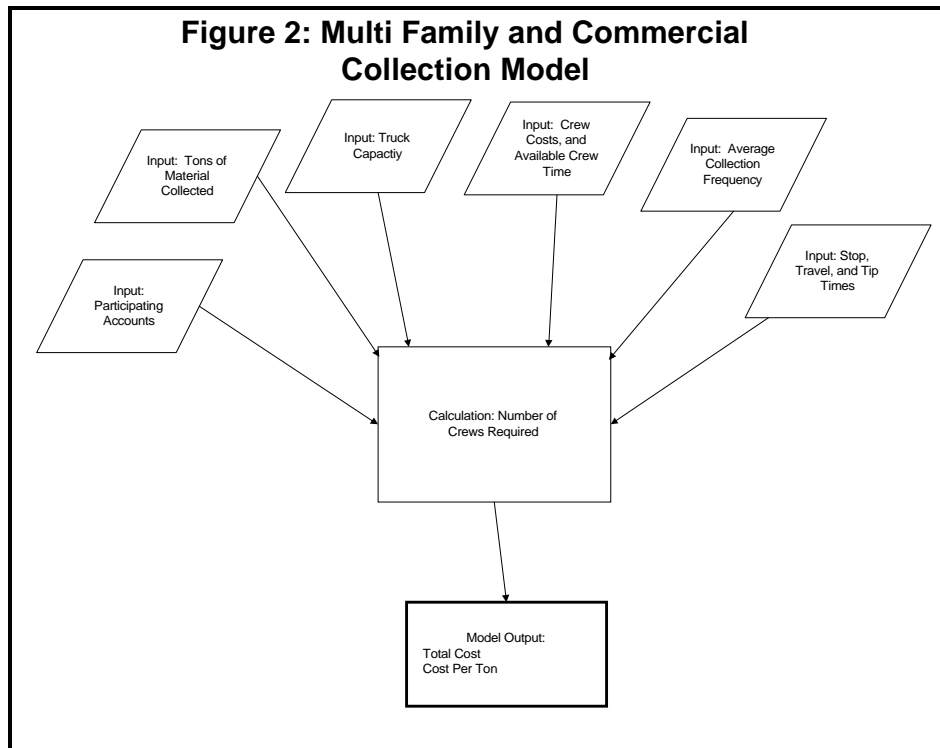 Figure 2: Multi Family and Commercial
Collection Model
Input: Tons of
Material
Collected
Input: Truck
Capactiy
Input: Crew
Costs, and
Available Crew
Time
Input: Average
Collection
Frequency
Input:
Participating
Accounts
Input: Stop,
Travel, and Tip
Times
Calculation: Number of
Crews Required
Model Output:
Total Cost
Cost Per Ton